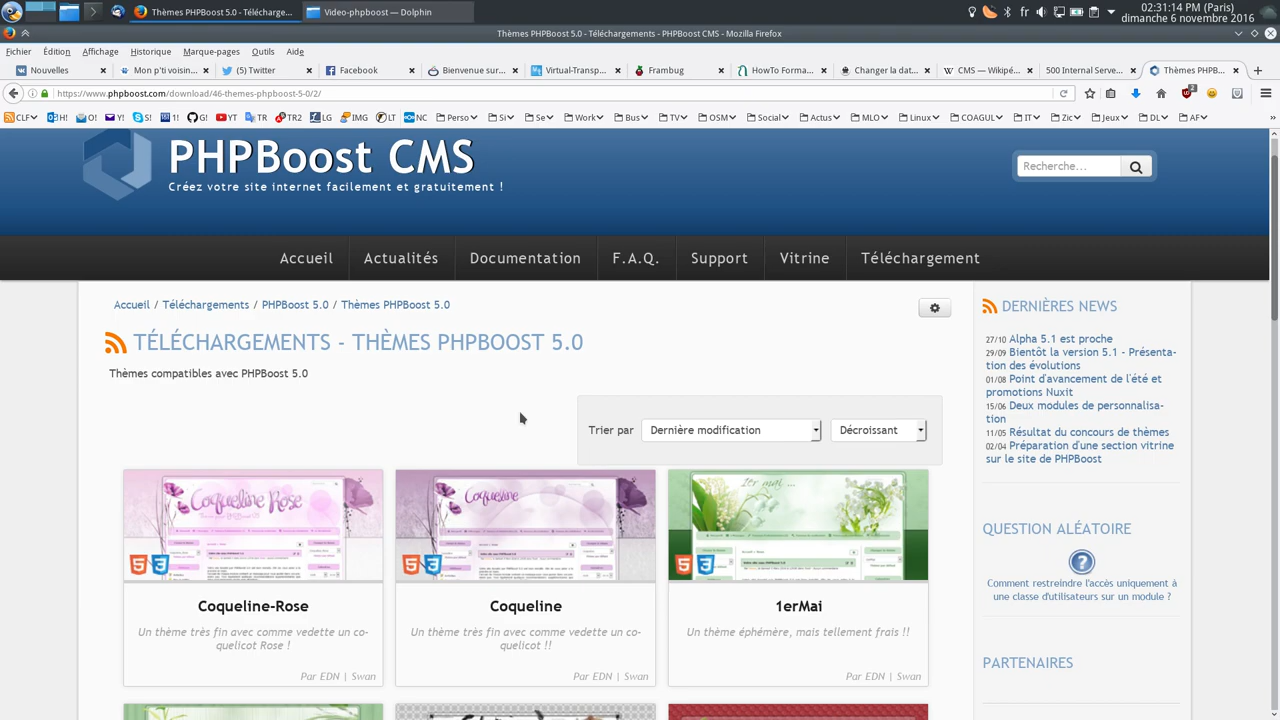 Thèmes PHPBoost 5.0 - Télécharge...
Video-phpboost — Dolphin
fr
02:31:14 PM (Paris)
dimanche 6 novembre 2016
Thèmes PHPBoost 5.0 - Téléchargements - PHPBoost CMS - Mozilla Firefox
Fichier Édition Affichage Historique Marque-pages Outils Aide
Nouvelles
Mon p'ti voisin...
(5) Twitter
Facebook
Bienvenue sur...
Virtual-Transp...
Frambug
HowTo Forma...
Changer la dat...
CMS — Wikipé...
500 Internal Serve...
Thèmes PHPB...
https://www.phpboost.com/download/46-themes-phpboost-5-0/2/
CLF H! O! Y! S! 1! G! YT TR TR2 LG IMG LT NC Perso Si Se Work Bus TV OSM Social Actus MLO Linux COAGUL IT Zic Jeux DL AF
PHPBoost CMS
Créez votre site internet facilement et gratuitement !
Recherche...
Accueil Actualités Documentation F.A.Q. Support Vitrine Téléchargement
Accueil / Téléchargements / PHPBoost 5.0 / Thèmes PHPBoost 5.0
TÉLÉCHARGEMENTS - THÈMES PHPBOOST 5.0
Thèmes compatibles avec PHPBoost 5.0
Trier par Dernière modification Décroissant
Coqueline Rose
Coqueline
1er mai ...
Coqueline-Rose
Un thème très fin avec comme vedette un co-
quelicot Rose !
Par EDN | Swan
Coqueline
Un thème très fin avec comme vedette un co-
quelicot !!
Par EDN | Swan
1erMai
Un thème éphémère, mais tellement frais !!
Par EDN | Swan
DERNIÈRES NEWS
27/10 Alpha 5.1 est proche
29/09 Bientôt la version 5.1 - Présenta-
tion des évolutions
01/08 Point d'avancement de l'été et
promotions Nuxit
15/06 Deux modules de personnalisa-
tion
11/05 Résultat du concours de thèmes
02/04 Préparation d'une section vitrine
sur le site de PHPBoost
QUESTION ALÉATOIRE
Comment restreindre l'accès uniquement à
une classe d'utilisateurs sur un module ?
PARTENAIRES